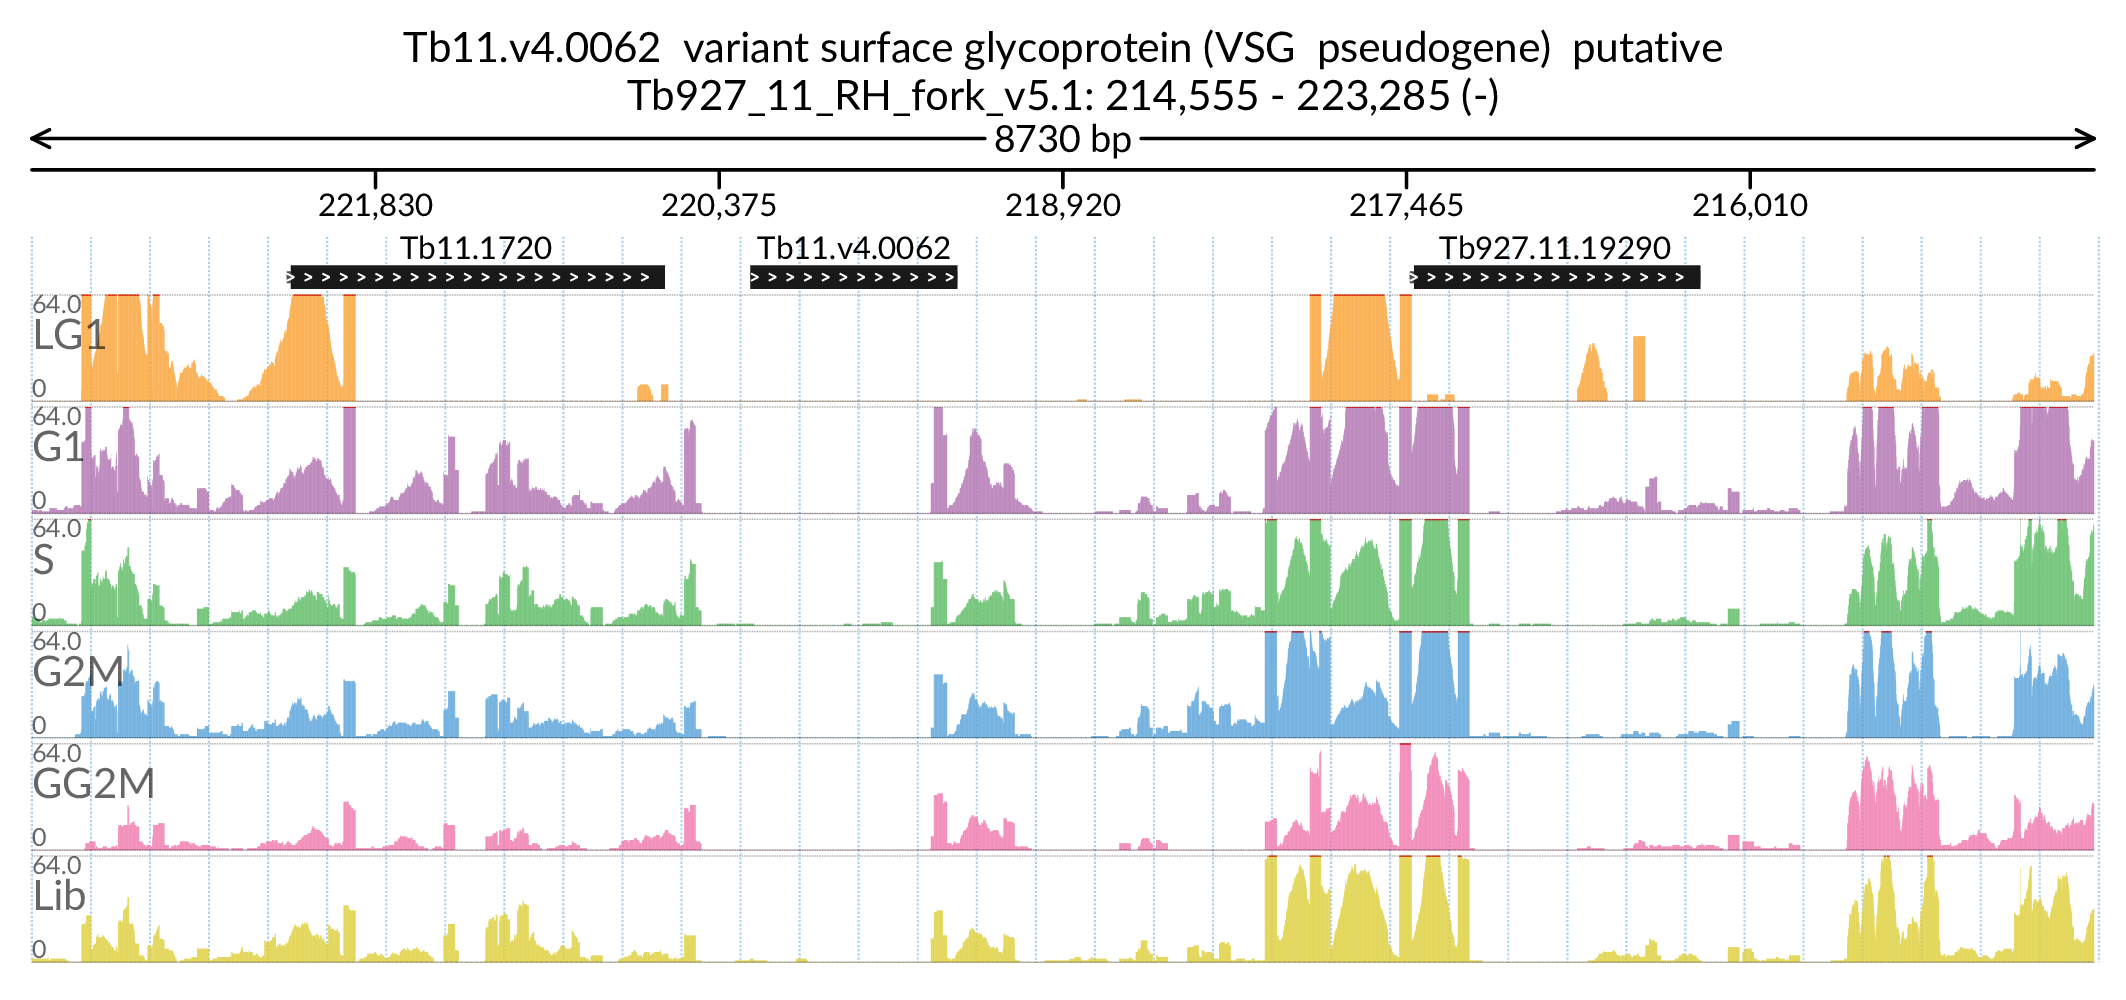 Tb11.v4.0062 variant surface glycoprotein (VSG pseudogene) putative
Tb927_11_RH_fork_v5.1: 214,555 - 223,285 (-)
8730 bp
221,830 220,375 218,920 217,465 216,010
Tb11.1720 Tb11.v4.0062 Tb927.11.19290
64.0
LG1
0
64.0
G1
0
64.0
S
0
64.0
G2M
0
64.0
GG2M
0
64.0
Lib
0